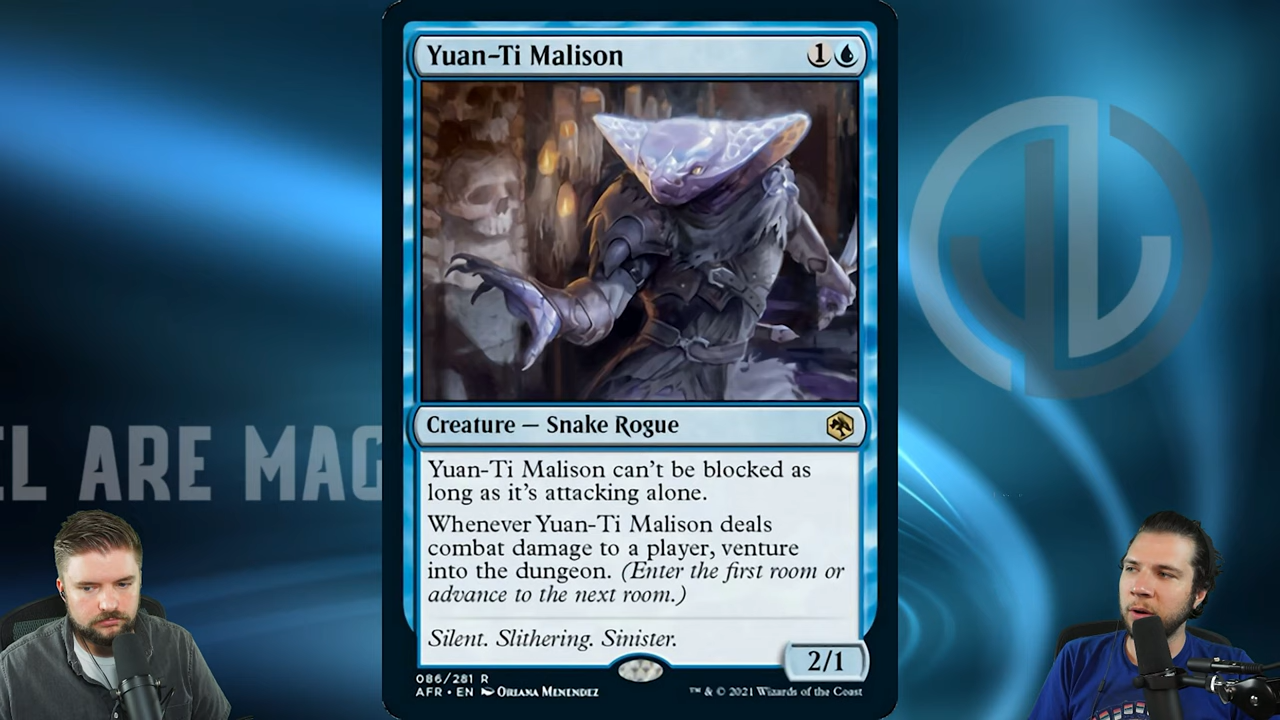 Yuan-Ti Malison
1
EL ARE MAG
Creature — Snake Rogue
Yuan-Ti Malison can't be blocked as
long as it's attacking alone.
Whenever Yuan-Ti Malison deals
combat damage to a player, venture
into the dungeon. (Enter the first room or
advance to the next room.)
Silent. Slithering. Sinister.
2/1
086/281 R
AFR • EN Oriana Menendez
™ & © 2021 Wizards of the Coast